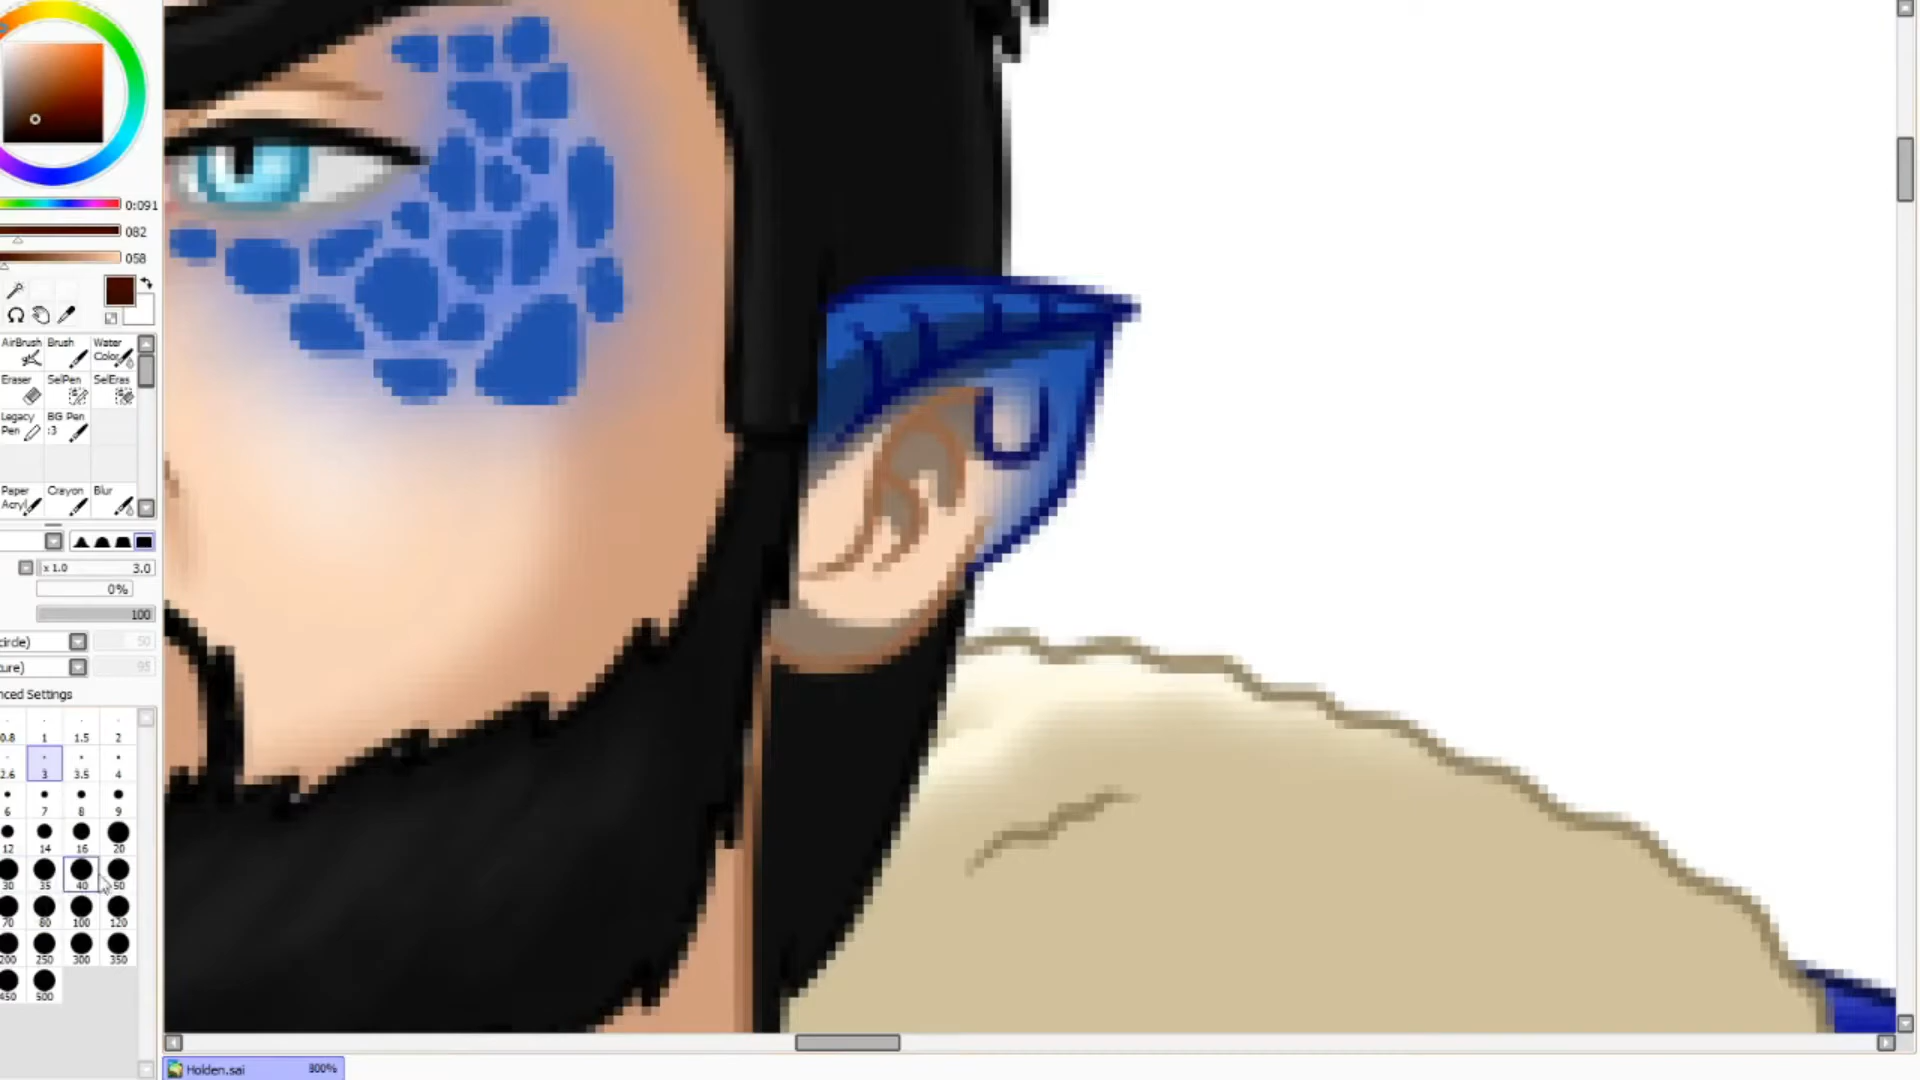 0:091
082
058
AirBrush Brush Water
Color
Eraser SelPen SelEras
Legacy BG Pen
Pen :3
Paper Crayon Blur
Acryl
x 1.0 3.0
0%
100
circle) 50
ure) 95
nced Settings
0.8 1 1.5 2
2.6 3 3.5 4
6 7 8 9
12 14 16 20
30 35 40 50
70 80 100 120
200 250 300 350
450 500
Holden.sai 300%